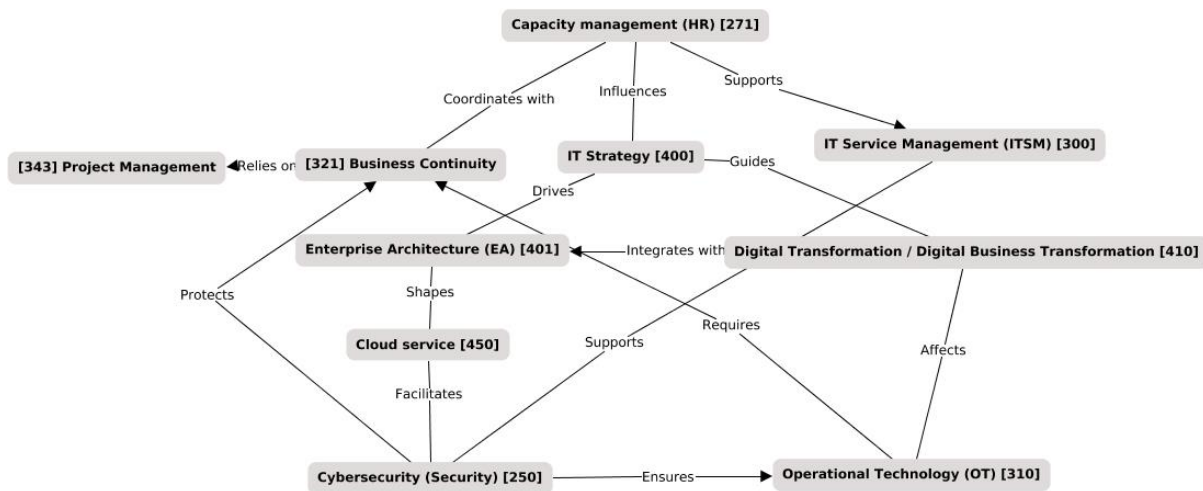 Capacity management (HR) [271]
Supports
Influences
Coordinates with
IT Service Management (ITSM) [300]
IT Strategy [400]
Guides
[343] Project Management
Relies on
[321] Business Continuity
Drives
Enterprise Architecture (EA) [401]
Integrates with
Digital Transformation / Digital Business Transformation [410]
Protects
Shapes
Requires
Cloud service [450]
Supports
Affects
Facilitates
Cybersecurity (Security) [250]
Ensures
Operational Technology (OT) [310]